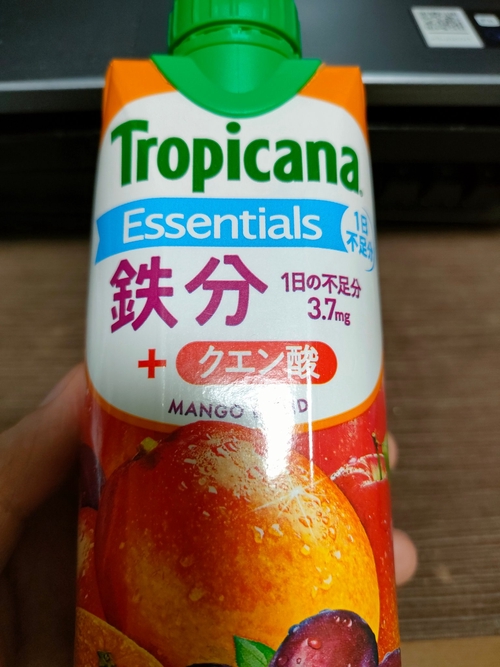 Tropicana
Essentials
1日
不足分
鉄分
1日の不足分
3.7mg
+ クエン酸
MANGO